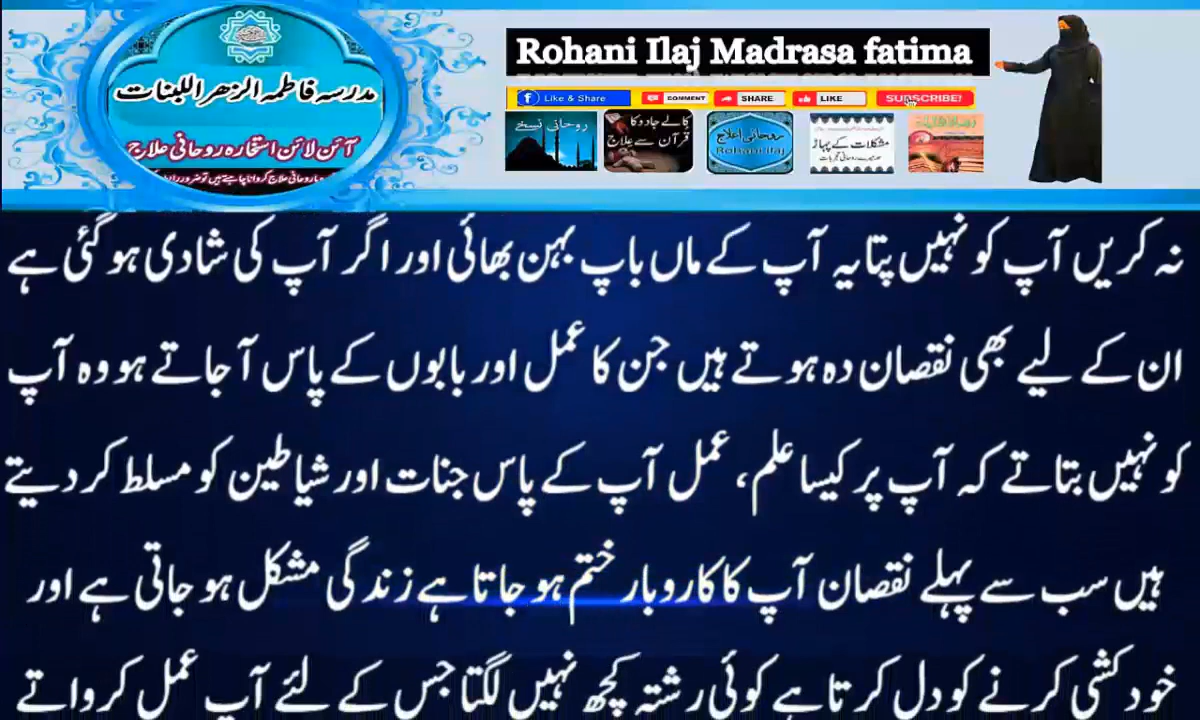 مدرسہ فاطمہ الزھرا للبنات
آئن لائن استخارہ روحانی علاج
Rohani Ilaj Madrasa fatima
Like & Share
COMMENT
SHARE
LIKE
SUBSCRIBE!
روحانی نسخے
کالے جادو کا
قرآن سے علاج
روحانی علاج
Rohani ilaj
مشکلات کے پہاڑ
نہ کریں آپ کو نہیں پتا یہ آپ کے ماں باپ بہن بھائی اور اگر آپ کی شادی ہو گئی ہے
ان کے لیے بھی نقصان دہ ہوتے ہیں جن کا عمل اور بابوں کے پاس آ جاتے ہو وہ آپ
کو نہیں بتاتے کہ آپ پر کیسا علم، عمل آپ کے پاس جنات اور شیاطین کو مسلط کر دیتے
ہیں سب سے پہلے نقصان آپ کا کاروبار ختم ہو جاتا ہے زندگی مشکل ہو جاتی ہے اور
خودکشی کرنے کو دل کرتا ہے کوئی رشتہ کچھ نہیں لگتا جس کے لئے آپ عمل کرواتے